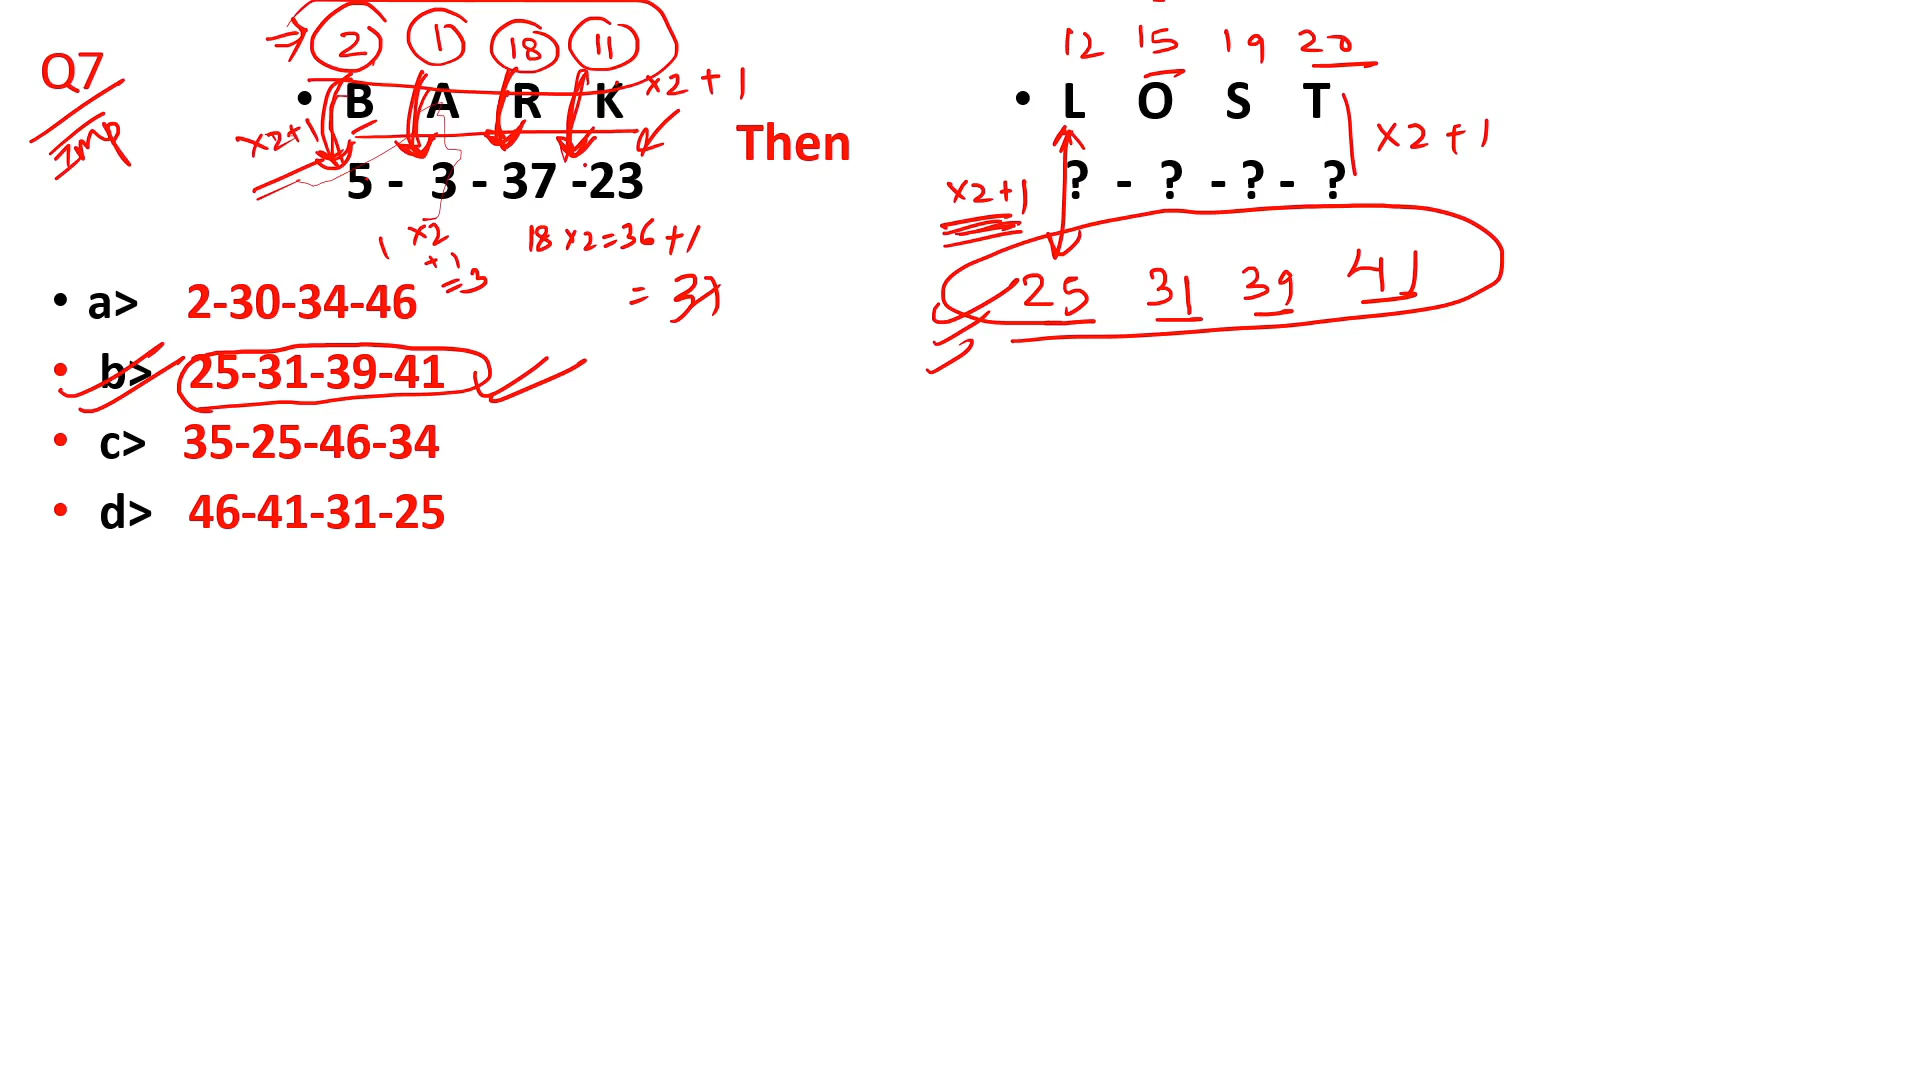 2 1 18 11
12 15 19 20
Q7
Imp
• B A R K ×2+1
• L O S T
×2+1
Then
×2+1
5 - 3 - 37 -23
? - ? - ? - ?
×2+1
1 ×2
+1
=3
18×2=36+1
= 37
25 31 39 41
• a> 2-30-34-46
• b> 25-31-39-41
• c> 35-25-46-34
• d> 46-41-31-25